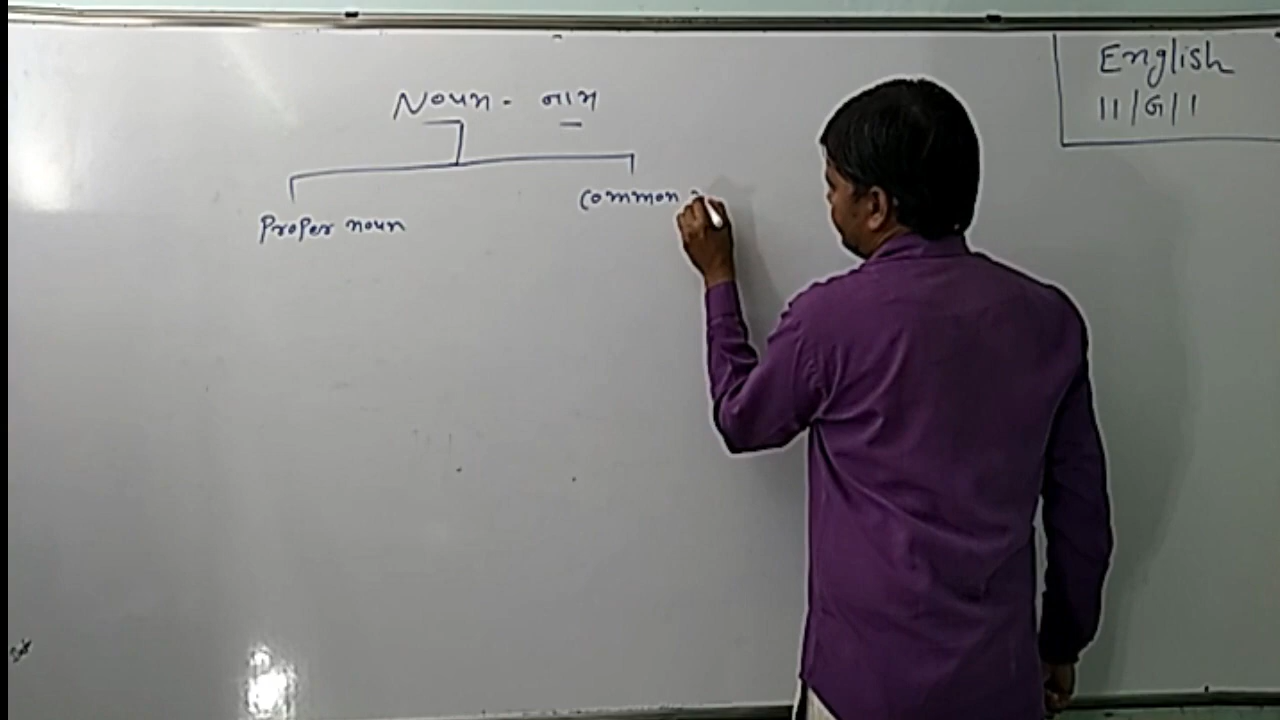 Noun - નામ
Proper noun
Common
English
11/G/1